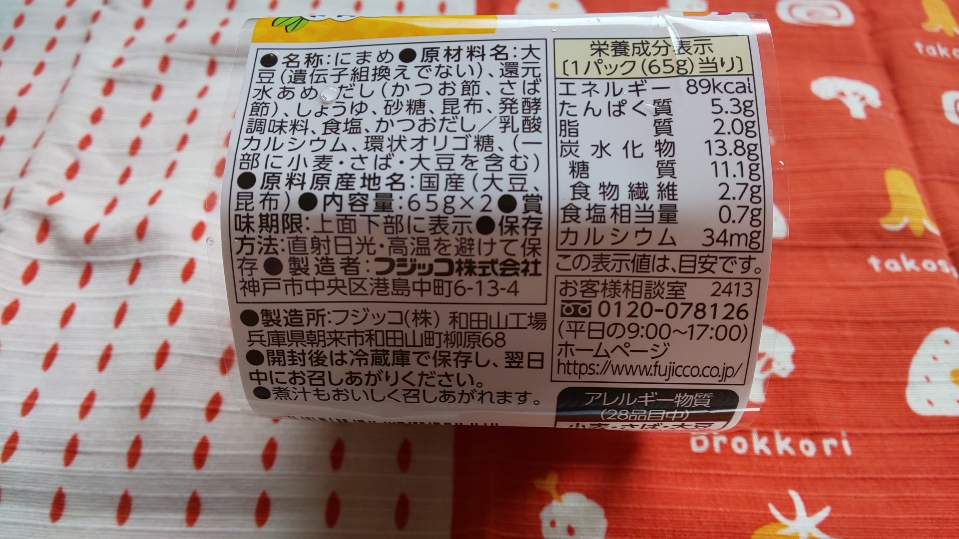 ●名称:にまめ●原材料名:大
豆(遺伝子組換えでない)、還元
水あめ、だし(かつお節、さば
節)、しょうゆ、砂糖、昆布、発酵
調味料、食塩、かつおだし/乳酸
カルシウム、環状オリゴ糖、(一
部に小麦・さば・大豆を含む)
●原料原産地名:国産(大豆、
昆布)●内容量:65g×2●賞
味期限:上面下部に表示●保存
方法:直射日光・高温を避けて保
存●製造者:フジッコ株式会社
神戸市中央区港島中町6-13-4
●製造所:フジッコ(株) 和田山工場
兵庫県朝来市和田山町柳原68
●開封後は冷蔵庫で保存し、翌日
中にお召しあがりください。
●煮汁もおいしく召しあがれます。
栄養成分表示
〔1パック(65g)当り〕
エネルギー 89kcal
たんぱく質 5.3g
脂質 2.0g
炭水化物 13.8g
糖質 11.1g
食物繊維 2.7g
食塩相当量 0.7g
カルシウム 34mg
この表示値は、目安です。
お客様相談室 2413
0120-078126
(平日の9:00～17:00)
ホームページ
https://www.fujicco.co.jp/
アレルギー物質
(28品目中)
小麦・さば・大豆
Brokkori